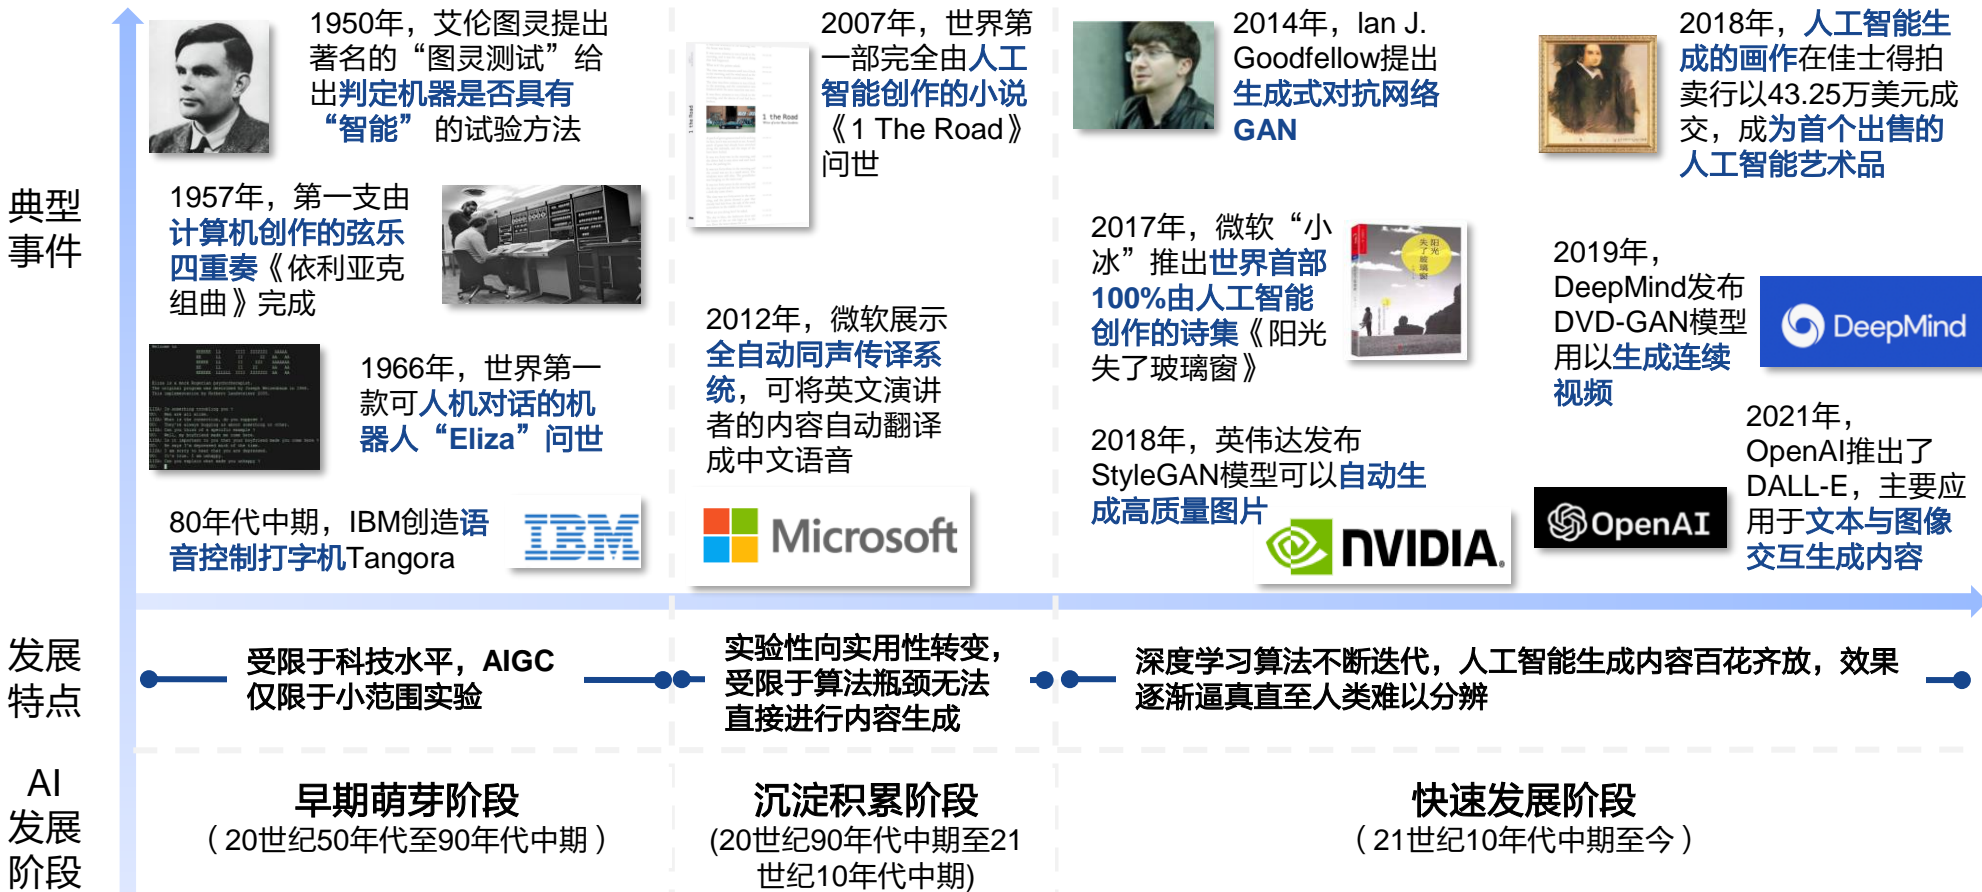 典型
事件
1950年，艾伦图灵提出
著名的“图灵测试”给
出判定机器是否具有
“智能” 的试验方法
1957年，第一支由
计算机创作的弦乐
四重奏《依利亚克
组曲》完成
1966年，世界第一
款可人机对话的机
器人“Eliza”问世
80年代中期，IBM创造语
音控制打字机Tangora
IBM
2007年，世界第
一部完全由人工
智能创作的小说
《1 The Road》
问世
1 the Road
1 the Road
2012年，微软展示
全自动同声传译系
统，可将英文演讲
者的内容自动翻译
成中文语音
Microsoft
2014年，Ian J.
Goodfellow提出
生成式对抗网络
GAN
2017年，微软“小
冰”推出世界首部
100%由人工智能
创作的诗集《阳光
失了玻璃窗》
阳光
失了
玻璃
窗
2018年，英伟达发布
StyleGAN模型可以自动生
成高质量图片
NVIDIA.
2018年，人工智能生
成的画作在佳士得拍
卖行以43.25万美元成
交，成为首个出售的
人工智能艺术品
2019年，
DeepMind发布
DVD-GAN模型
用以生成连续
视频
DeepMind
2021年，
OpenAI推出了
DALL-E，主要应
用于文本与图像
交互生成内容
OpenAI
发展
特点
受限于科技水平，AIGC
仅限于小范围实验
实验性向实用性转变，
受限于算法瓶颈无法
直接进行内容生成
深度学习算法不断迭代，人工智能生成内容百花齐放，效果
逐渐逼真直至人类难以分辨
AI
发展
阶段
早期萌芽阶段
（20世纪50年代至90年代中期）
沉淀积累阶段
(20世纪90年代中期至21
世纪10年代中期)
快速发展阶段
（21世纪10年代中期至今）